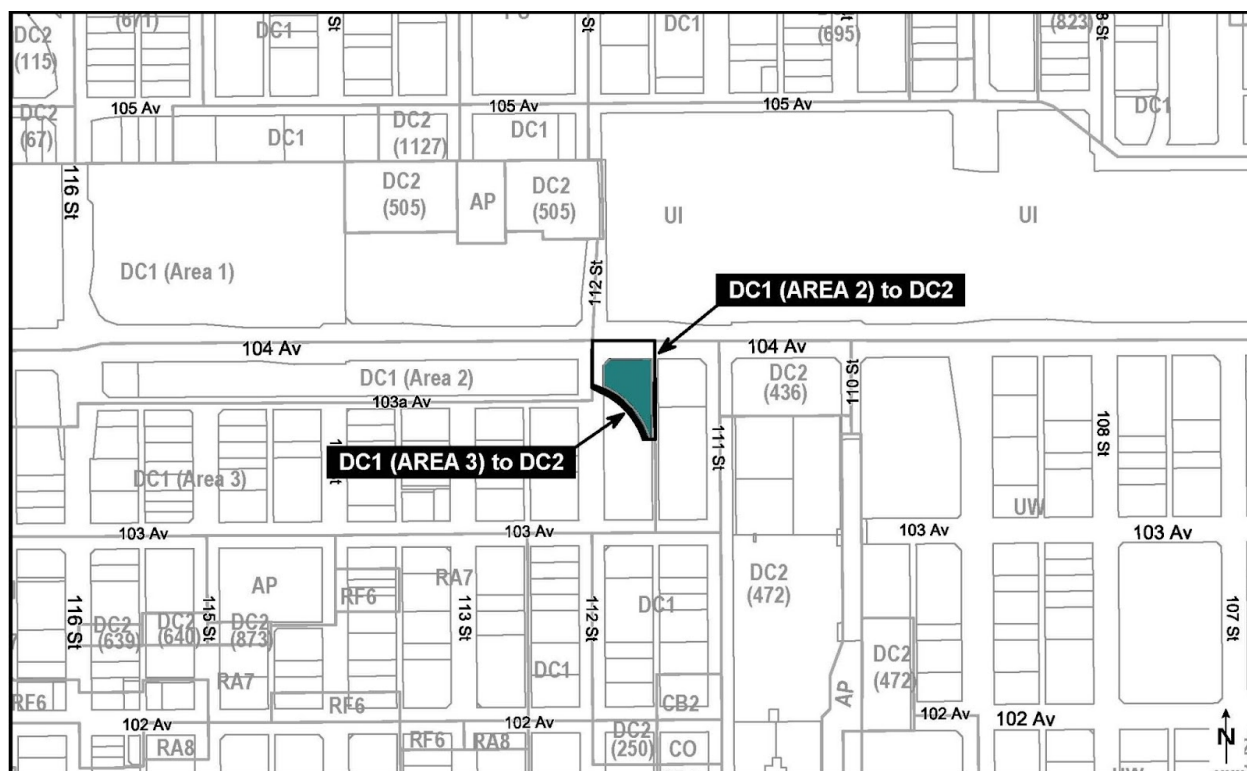 (671)
DC1
St
St
DC1
(695)
St
(823)
St
DC2
(115)
DC2
(67)
105 Av
105 Av
105 Av
DC1
DC1
DC2
(1127)
DC1
116 St
DC2
(505)
AP
DC2
(505)
UI
UI
DC1 (Area 1)
112 St
DC1 (AREA 2) to DC2
104 Av
104 Av
DC1 (Area 2)
103a Av
DC2
(436)
110 St
DC1 (AREA 3) to DC2
111 St
108 St
DC1 (Area 3)
UW
103 Av
103 Av
103 Av
103 Av
AP
RF6
RA7
DC2
(472)
DC1
116 St
DC2
(639)
DC2
(640)
115 St
DC2
(873)
113 St
112 St
107 St
DC2
(472)
RA7
DC1
AP
RF6
RF6
CB2
102 Av
102 Av
102 Av
102 Av
RA8
RF6
RA8
DC2
(250)
CO
N